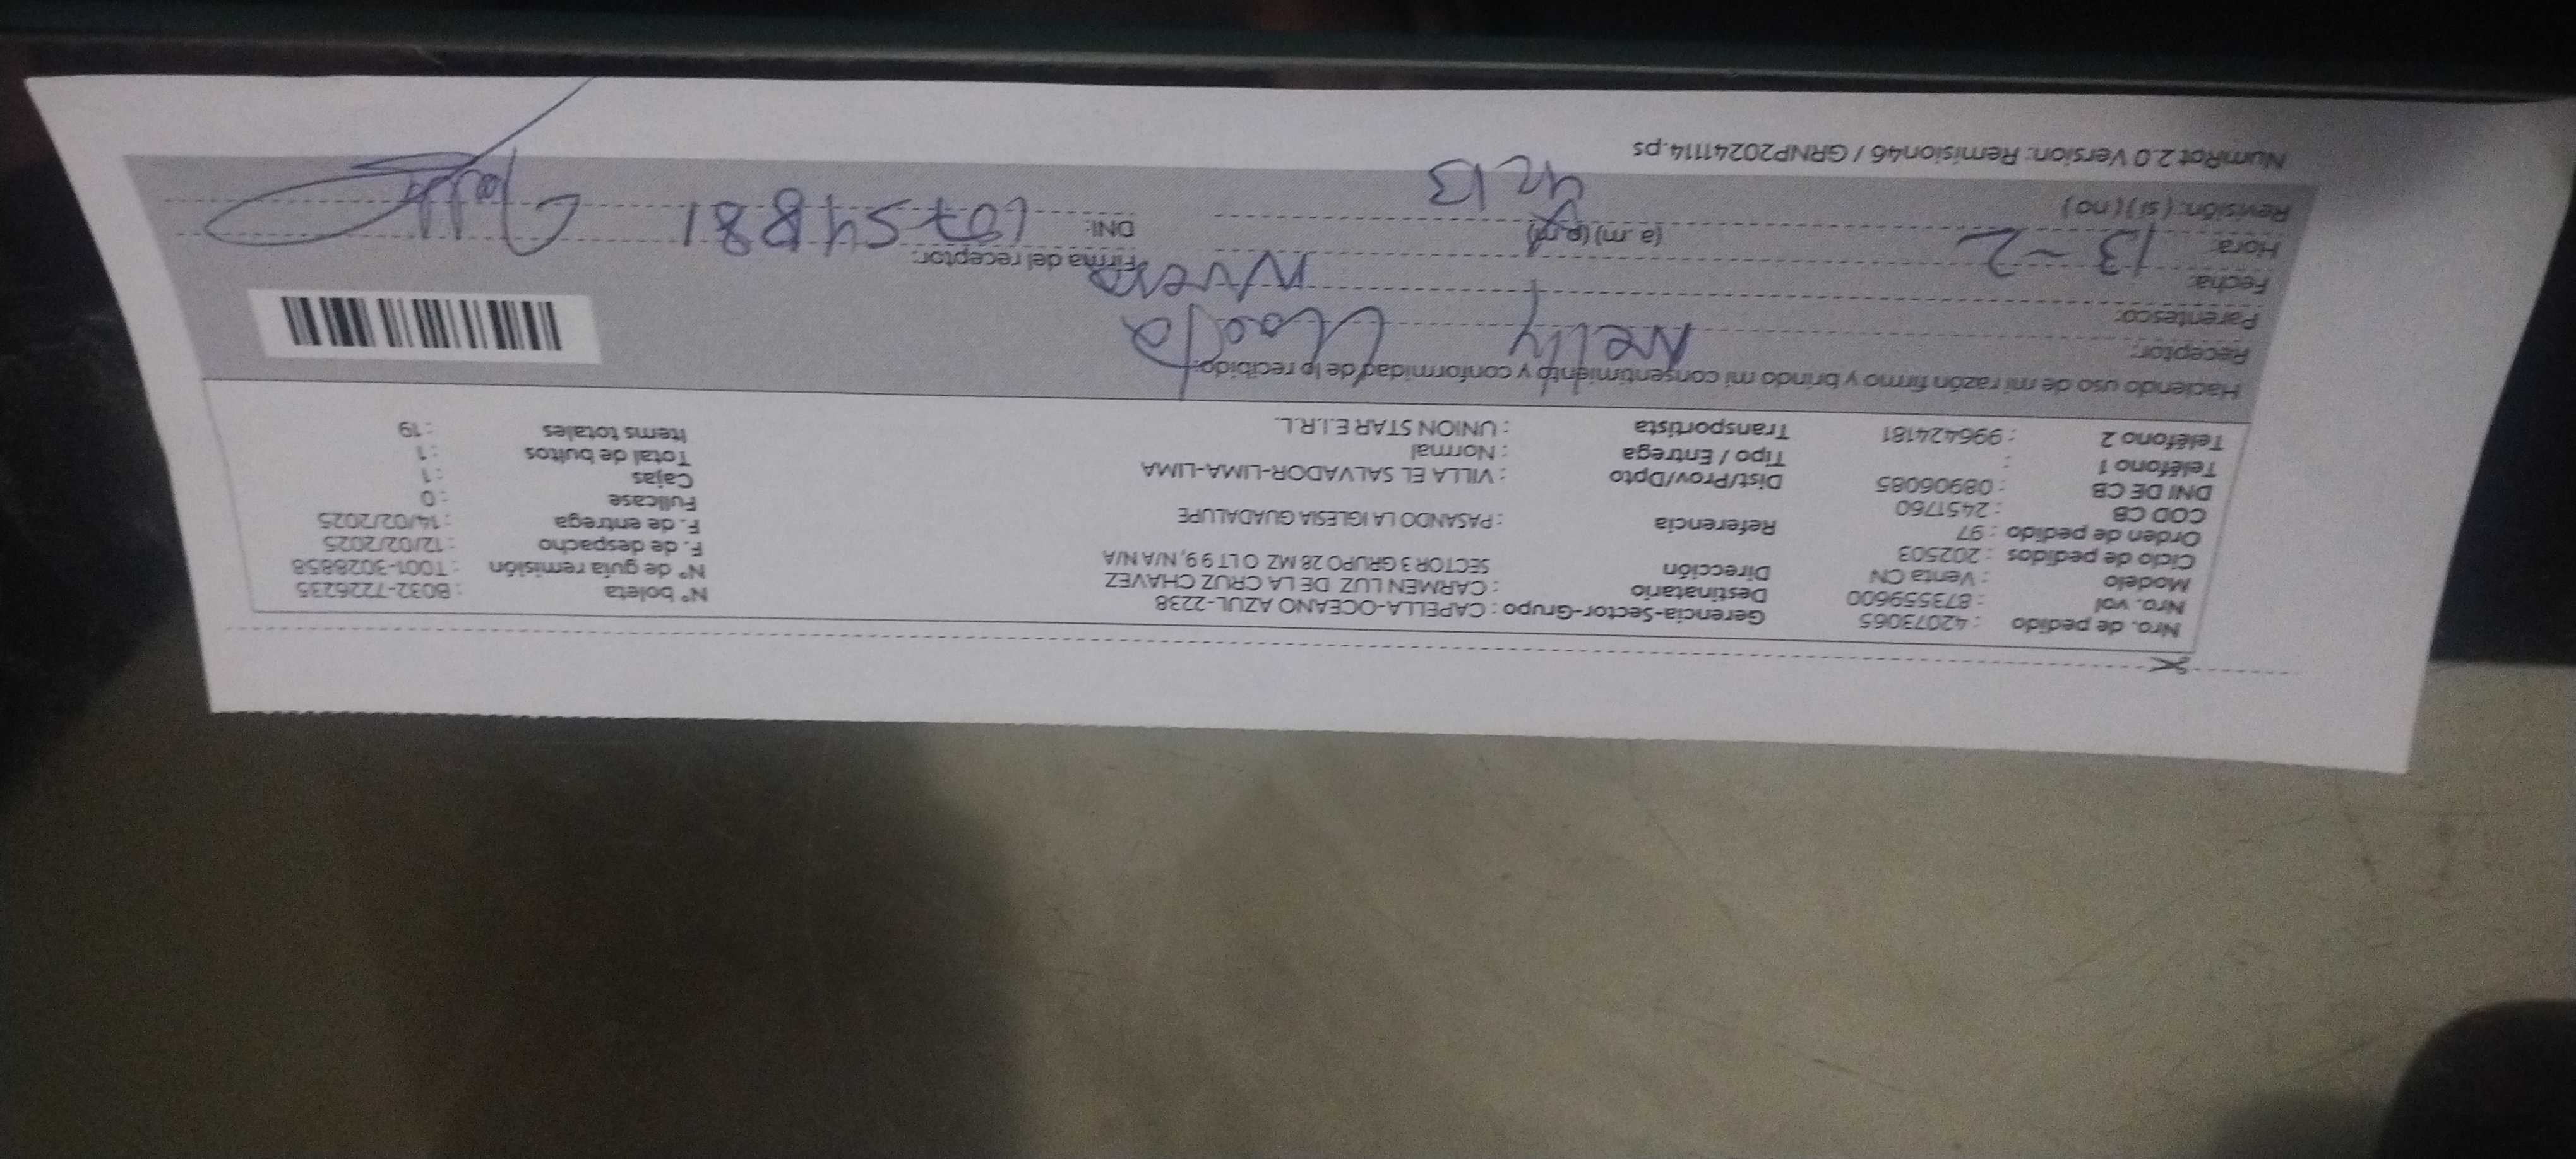 Nro. de pedido : 42073065 Gerencia-Sector-Grupo : CAPELLA-OCEANO AZUL-2238 N° boleta : B032-7226235
Nro. vol : 873559600 Destinatario : CARMEN LUZ DE LA CRUZ CHAVEZ N° de guía remisión : T001-3028858
Modelo : Venta CN Dirección SECTOR 3 GRUPO 28 MZ O LT 9 9, N/A N/A F. de despacho : 12/02/2025
Ciclo de pedidos : 202503 Referencia : PASANDO LA IGLESIA GUADALUPE F. de entrega : 14/02/2025
Orden de pedido : 97 Dist/Prov/Dpto : VILLA EL SALVADOR-LIMA-LIMA Fullcase : 0
COD CB : 2451760 Tipo / Entrega : Normal Cajas : 1
DNI DE CB : 08906085 Transportista : UNION STAR E.I.R.L. Total de bultos : 1
Teléfono 1 : Items totales : 19
Teléfono 2 : 996424181
Haciendo uso de mi razón firmo y brindo mi consentimiento y conformidad de lo recibido:
Receptor: Nelly
Parentesco:
Fecha: 13-2 Firma del receptor:
Hora: (a.m) (p.m) DNI:
Revisión: ( si ) ( no )
NumRot 2.0 Version: Remision46 / GRNP20241114.ps